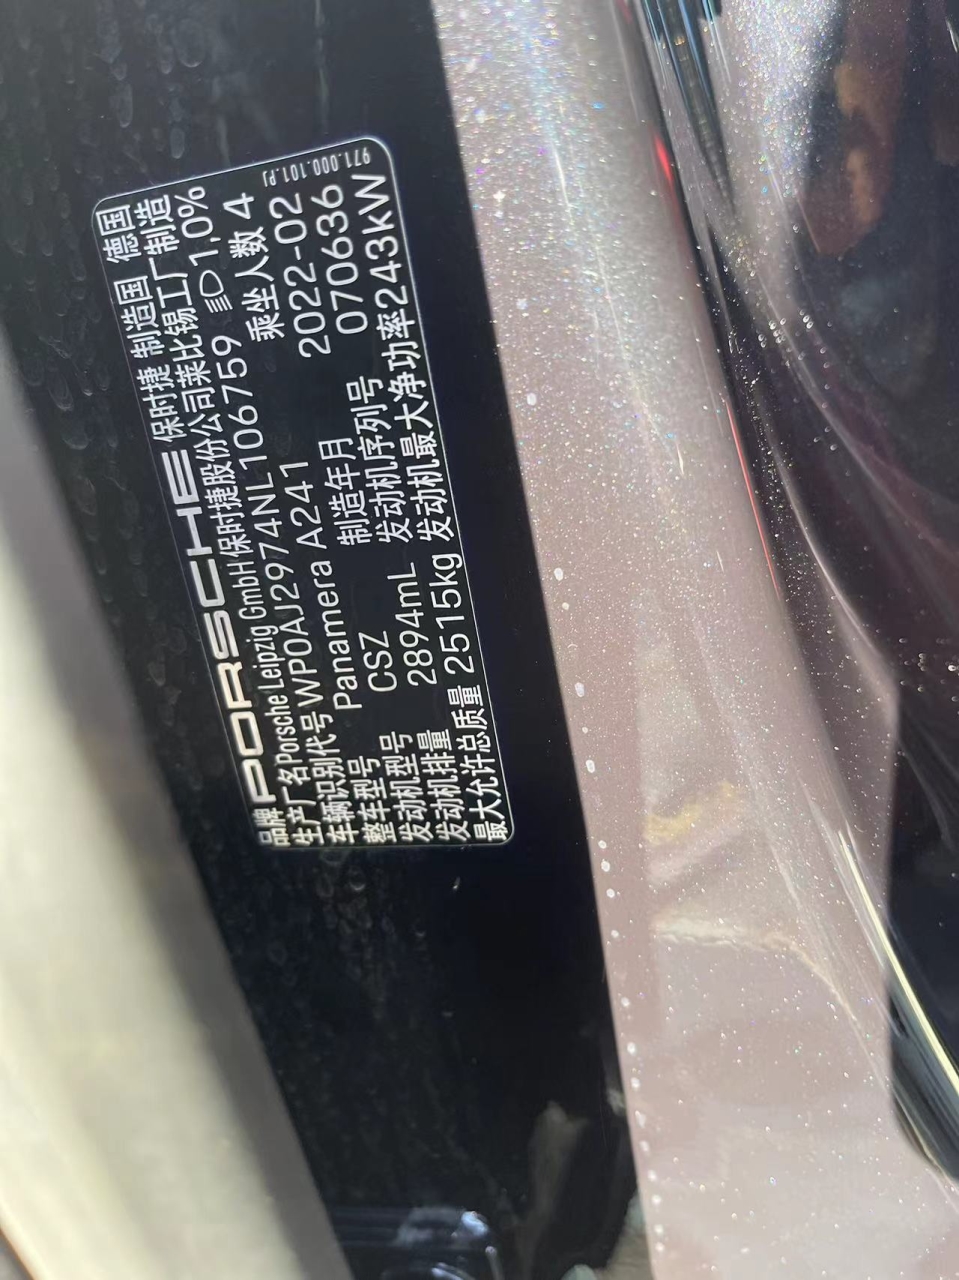 971.000.101.PJ
品牌 PORSCHE 保时捷 制造国 德国
生产厂名 Porsche Leipzig GmbH 保时捷股份公司莱比锡工厂制造
车辆识别代号 WP0AJ2974NL106759 1,0%
整车型号 Panamera A241 乘坐人数 4
发动机型号 CSZ 制造年月 2022-02
发动机排量 2894mL 发动机序列号 070636
最大允许总质量 2515kg 发动机最大净功率 243kW